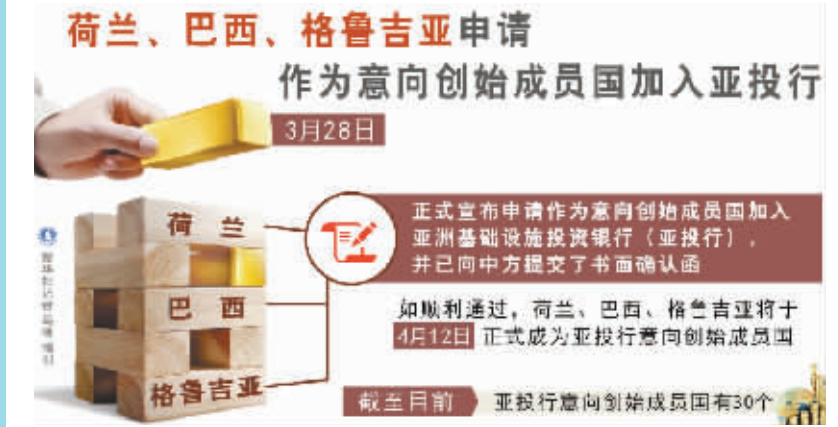 荷兰、巴西、格鲁吉亚申请
作为意向创始成员国加入亚投行
3月28日
荷兰
巴西
格鲁吉亚
正式宣布申请作为意向创始成员国加入
亚洲基础设施投资银行（亚投行），
并已向中方提交了书面确认函
如顺利通过，荷兰、巴西、格鲁吉亚将于
4月12日 正式成为亚投行意向创始成员国
截至目前 亚投行意向创始成员国有30个